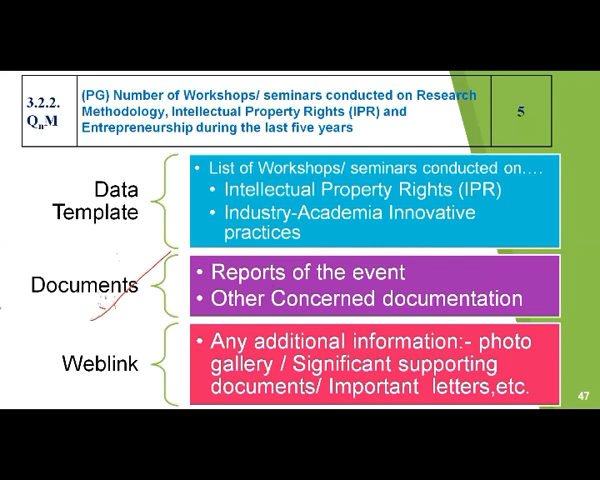 3.2.2.
QnM
(PG) Number of Workshops/ seminars conducted on Research
Methodology, Intellectual Property Rights (IPR) and
Entrepreneurship during the last five years
5
Data
Template
• List of Workshops/ seminars conducted on….
• Intellectual Property Rights (IPR)
• Industry-Academia Innovative
practices
Documents
• Reports of the event
• Other Concerned documentation
Weblink
• Any additional information:- photo
gallery / Significant supporting
documents/ Important letters,etc.
47